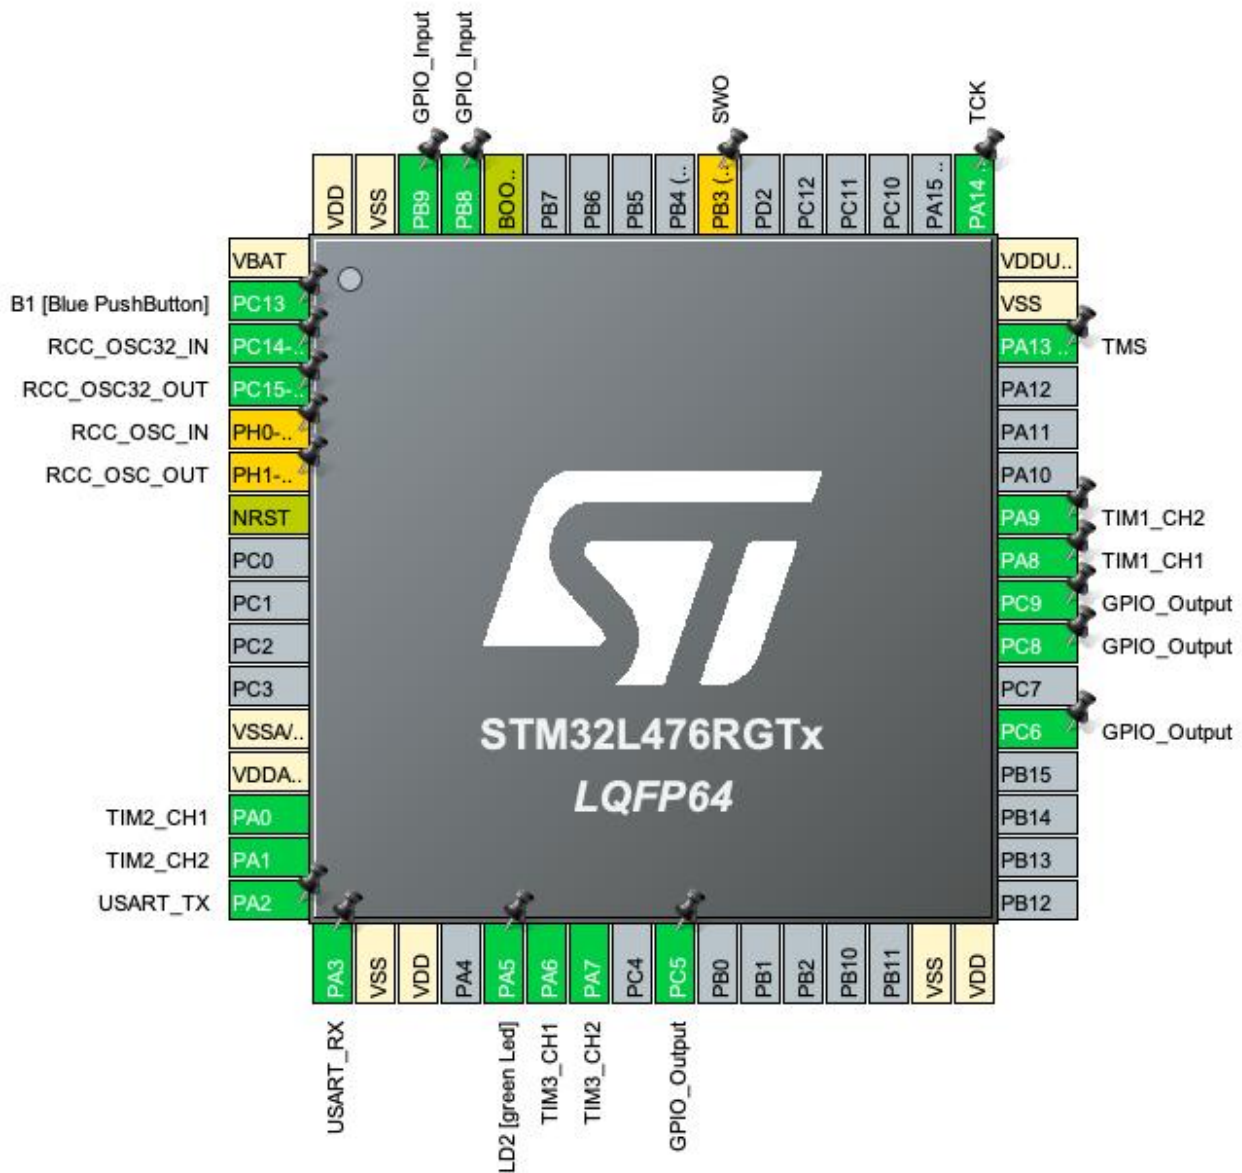 GPIO_Input
GPIO_Input
SWO
TCK
VDD
VSS
PB9
PB8
BOO..
PB7
PB6
PB5
PB4 (..
PB3 (..
PD2
PC12
PC11
PC10
PA15 ..
PA14 ..
VBAT
B1 [Blue PushButton] PC13
RCC_OSC32_IN PC14-..
RCC_OSC32_OUT PC15-..
RCC_OSC_IN PH0-..
RCC_OSC_OUT PH1-..
NRST
PC0
PC1
PC2
PC3
VSSA/..
VDDA..
TIM2_CH1 PA0
TIM2_CH2 PA1
USART_TX PA2
STM32L476RGTx
LQFP64
VDDU..
VSS
PA13 .. TMS
PA12
PA11
PA10
PA9 TIM1_CH2
PA8 TIM1_CH1
PC9 GPIO_Output
PC8 GPIO_Output
PC7
PC6 GPIO_Output
PB15
PB14
PB13
PB12
PA3
VSS
VDD
PA4
PA5
PA6
PA7
PC4
PC5
PB0
PB1
PB2
PB10
PB11
VSS
VDD
USART_RX
LD2 [green Led]
TIM3_CH1
TIM3_CH2
GPIO_Output